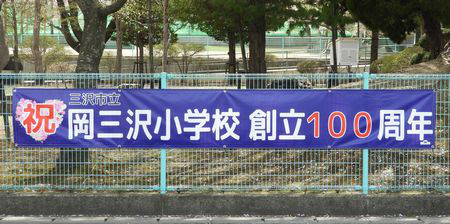 祝
三沢市立
岡三沢小学校 創立100周年